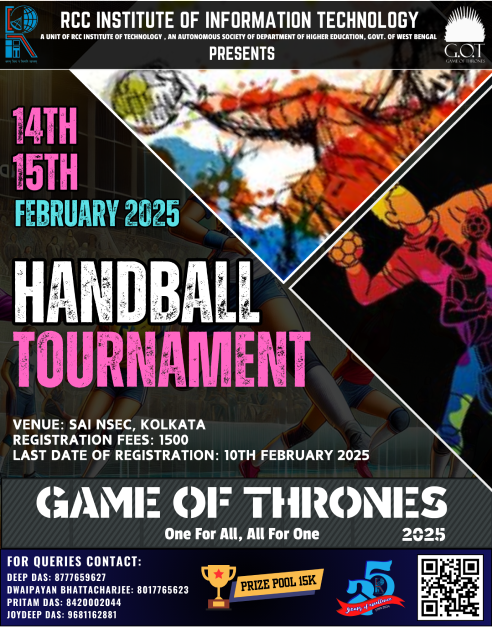 RCC INSTITUTE OF INFORMATION TECHNOLOGY
A UNIT OF RCC INSTITUTE OF TECHNOLOGY , AN AUTONOMOUS SOCIETY OF DEPARTMENT OF HIGHER EDUCATION, GOVT. OF WEST BENGAL
PRESENTS
G.O.T
GAME OF THRONES
14TH
15TH
FEBRUARY 2025
HANDBALL
TOURNAMENT
VENUE: SAI NSEC, KOLKATA
REGISTRATION FEES: 1500
LAST DATE OF REGISTRATION: 10TH FEBRUARY 2025
GAME OF THRONES
One For All, All For One
2025
FOR QUERIES CONTACT:
DEEP DAS: 8777659627
DWAIPAYAN BHATTACHARJEE: 8017765623
PRITAM DAS: 8420002044
JOYDEEP DAS: 9681162881
PRIZE POOL 15K
25
years of excellence